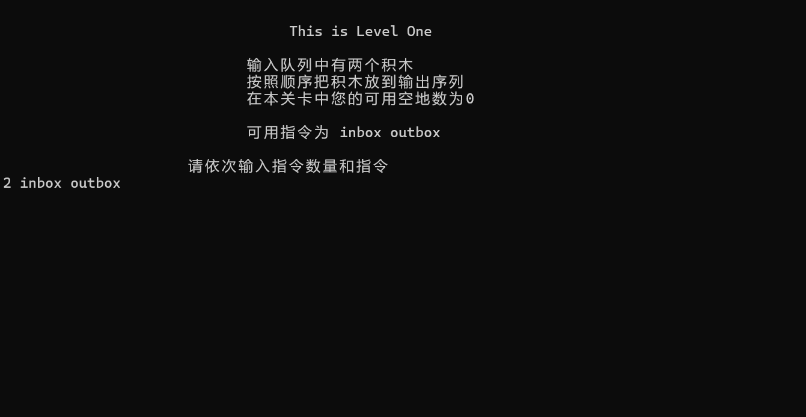 This is Level One
输入队列中有两个积木
按照顺序把积木放到输出序列
在本关卡中您的可用空地数为0
可用指令为 inbox outbox
请依次输入指令数量和指令
2 inbox outbox